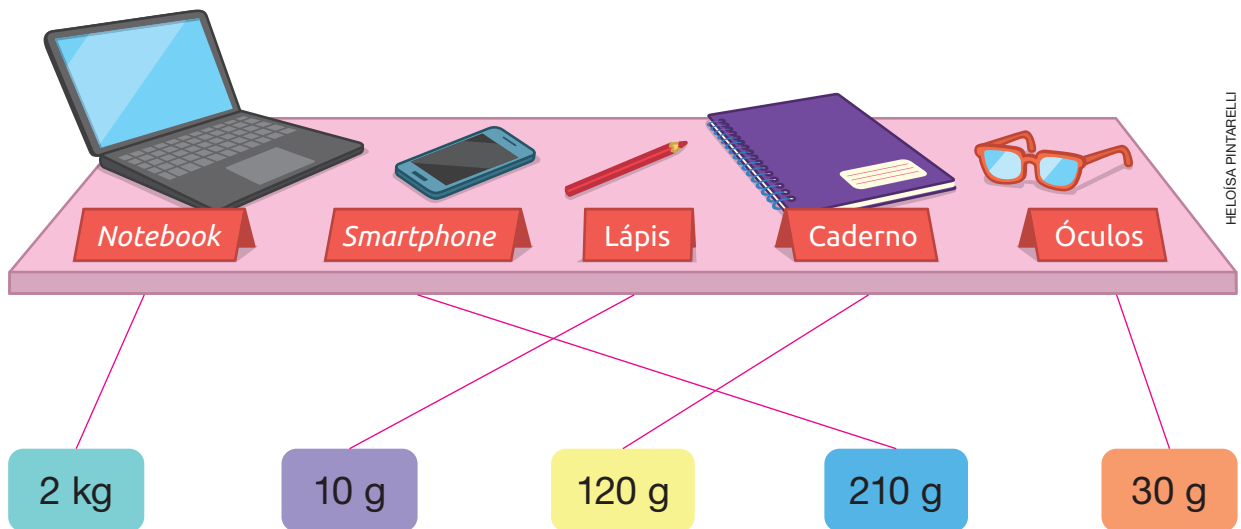 HELOÍSA PINTARELLI
Notebook
Smartphone
Lápis
Caderno
Óculos
2 kg
10 g
120 g
210 g
30 g